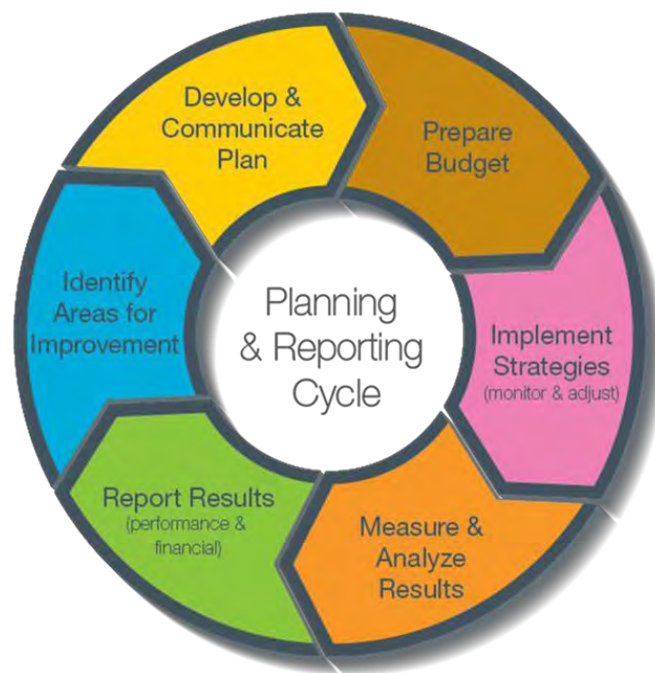 Develop &
Communicate
Plan
Prepare
Budget
Implement
Strategies
(monitor & adjust)
Measure &
Analyze
Results
Report Results
(performance &
financial)
Identify
Areas for
Improvement
Planning
& Reporting
Cycle